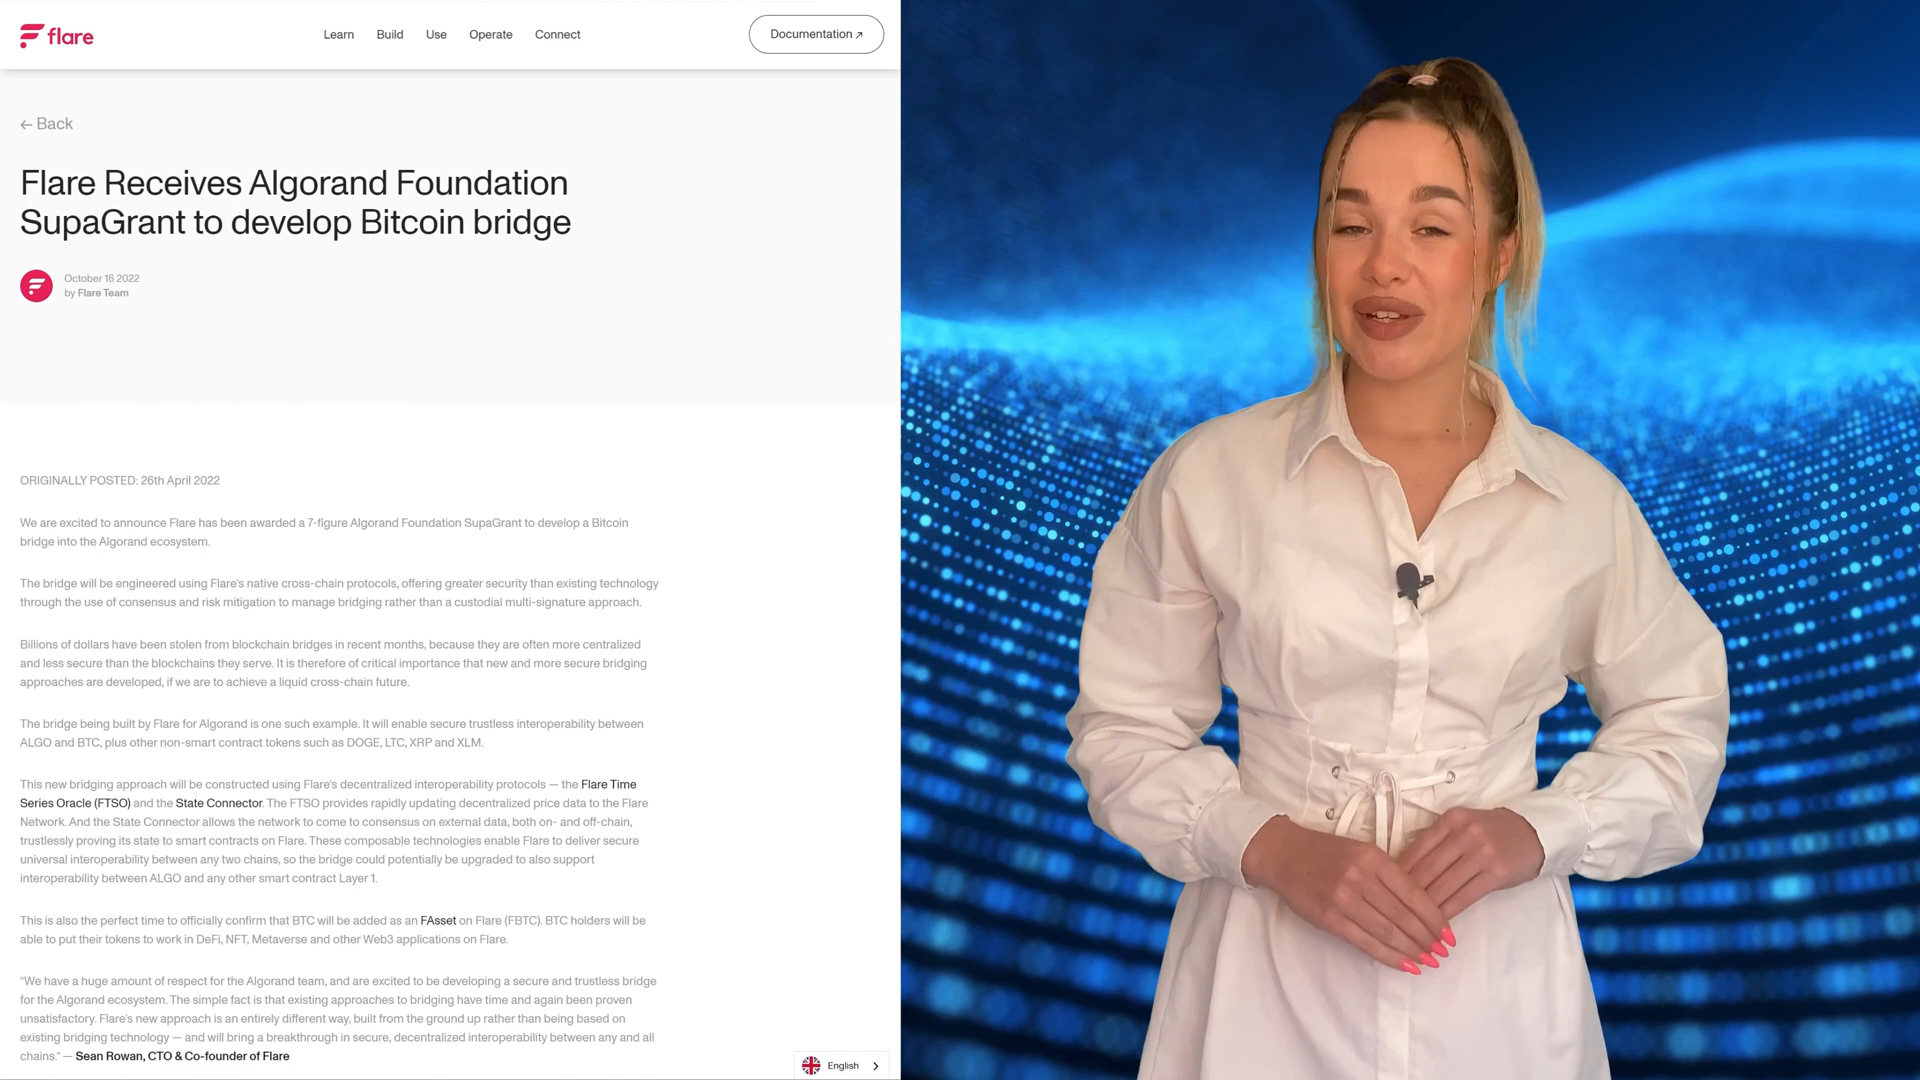 flare
Learn Build Use Operate Connect
Documentation ↗
← Back
Flare Receives Algorand Foundation
SupaGrant to develop Bitcoin bridge
October 16 2022
by Flare Team
ORIGINALLY POSTED: 26th April 2022
We are excited to announce Flare has been awarded a 7-figure Algorand Foundation SupaGrant to develop a Bitcoin
bridge into the Algorand ecosystem.
The bridge will be engineered using Flare's native cross-chain protocols, offering greater security than existing technology
through the use of consensus and risk mitigation to manage bridging rather than a custodial multi-signature approach.
Billions of dollars have been stolen from blockchain bridges in recent months, because they are often more centralized
and less secure than the blockchains they serve. It is therefore of critical importance that new and more secure bridging
approaches are developed, if we are to achieve a liquid cross-chain future.
The bridge being built by Flare for Algorand is one such example. It will enable secure trustless interoperability between
ALGO and BTC, plus other non-smart contract tokens such as DOGE, LTC, XRP and XLM.
This new bridging approach will be constructed using Flare's decentralized interoperability protocols — the Flare Time
Series Oracle (FTSO) and the State Connector. The FTSO provides rapidly updating decentralized price data to the Flare
Network. And the State Connector allows the network to come to consensus on external data, both on- and off-chain,
trustlessly proving its state to smart contracts on Flare. These composable technologies enable Flare to deliver secure
universal interoperability between any two chains, so the bridge could potentially be upgraded to also support
interoperability between ALGO and any other smart contract Layer 1.
This is also the perfect time to officially confirm that BTC will be added as an FAsset on Flare (FBTC). BTC holders will be
able to put their tokens to work in DeFi, NFT, Metaverse and other Web3 applications on Flare.
"We have a huge amount of respect for the Algorand team, and are excited to be developing a secure and trustless bridge
for the Algorand ecosystem. The simple fact is that existing approaches to bridging have time and again been proven
unsatisfactory. Flare's new approach is an entirely different way, built from the ground up rather than being based on
existing bridging technology — and will bring a breakthrough in secure, decentralized interoperability between any and all
chains." — Sean Rowan, CTO & Co-founder of Flare
English